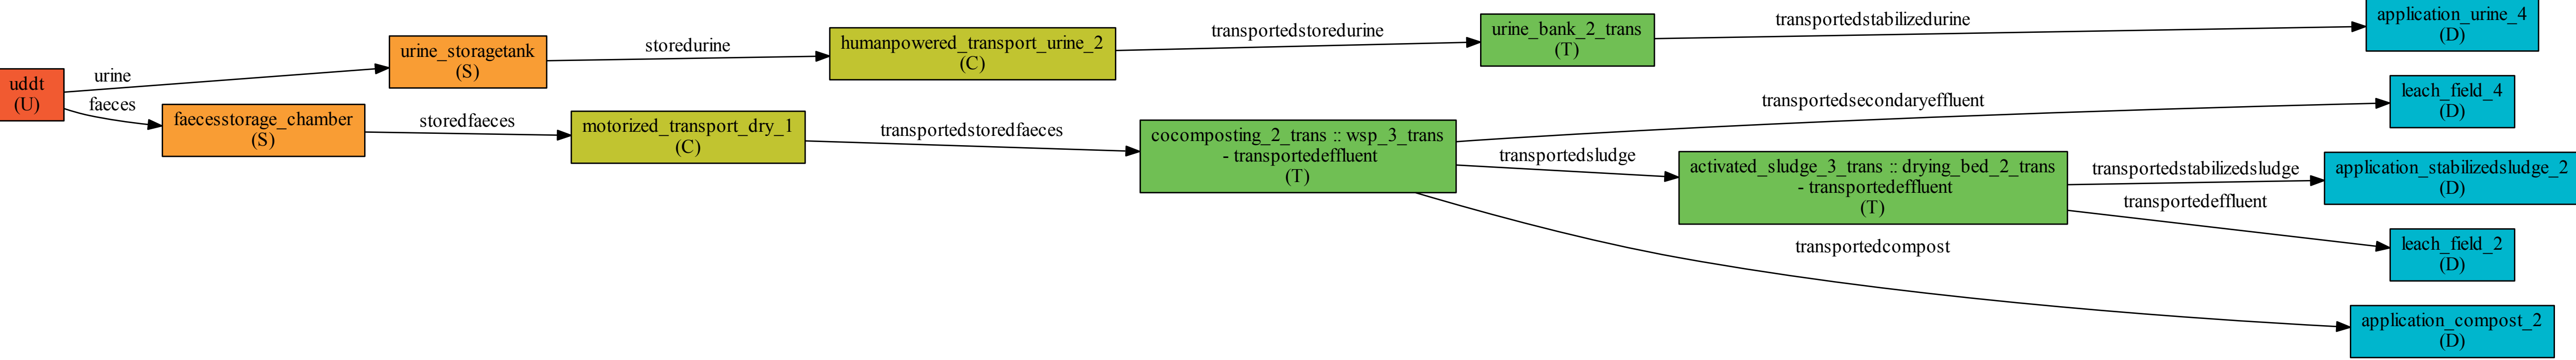 uddt
(U)
urine
faeces
urine_storagetank
(S)
faecesstorage_chamber
(S)
storedurine
storedfaeces
humanpowered_transport_urine_2
(C)
motorized_transport_dry_1
(C)
transportedstoredurine
transportedstoredfaeces
urine_bank_2_trans
(T)
cocomposting_2_trans :: wsp_3_trans
- transportedeffluent
(T)
transportedstabilizedurine
transportedsecondaryeffluent
transportedsludge
transportedcompost
activated_sludge_3_trans :: drying_bed_2_trans
- transportedeffluent
(T)
transportedstabilizedsludge
transportedeffluent
application_urine_4
(D)
leach_field_4
(D)
application_stabilizedsludge_2
(D)
leach_field_2
(D)
application_compost_2
(D)